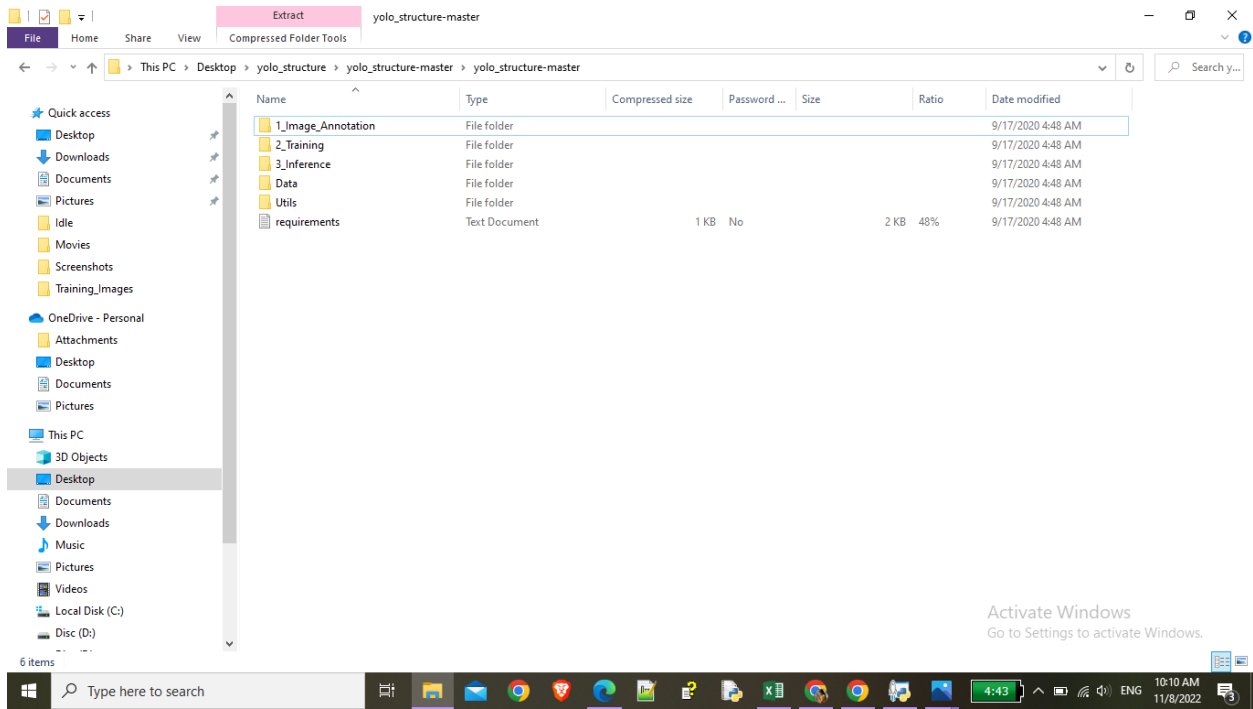 Extract
yolo_structure-master
File
Home
Share
View
Compressed Folder Tools
This PC
Desktop
yolo_structure
yolo_structure-master
yolo_structure-master
Search y...
Name
Type
Compressed size
Password ...
Size
Ratio
Date modified
1_Image_Annotation
File folder
9/17/2020 4:48 AM
2_Training
File folder
9/17/2020 4:48 AM
3_Inference
File folder
9/17/2020 4:48 AM
Data
File folder
9/17/2020 4:48 AM
Utils
File folder
9/17/2020 4:48 AM
requirements
Text Document
1 KB
No
2 KB
48%
9/17/2020 4:48 AM
Quick access
Desktop
Downloads
Documents
Pictures
Idle
Movies
Screenshots
Training_Images
OneDrive - Personal
Attachments
Desktop
Documents
Pictures
This PC
3D Objects
Desktop
Documents
Downloads
Music
Pictures
Videos
Local Disk (C:)
Disc (D:)
Activate Windows
Go to Settings to activate Windows.
6 items
Type here to search
4:43
ENG
10:10 AM
11/8/2022
3